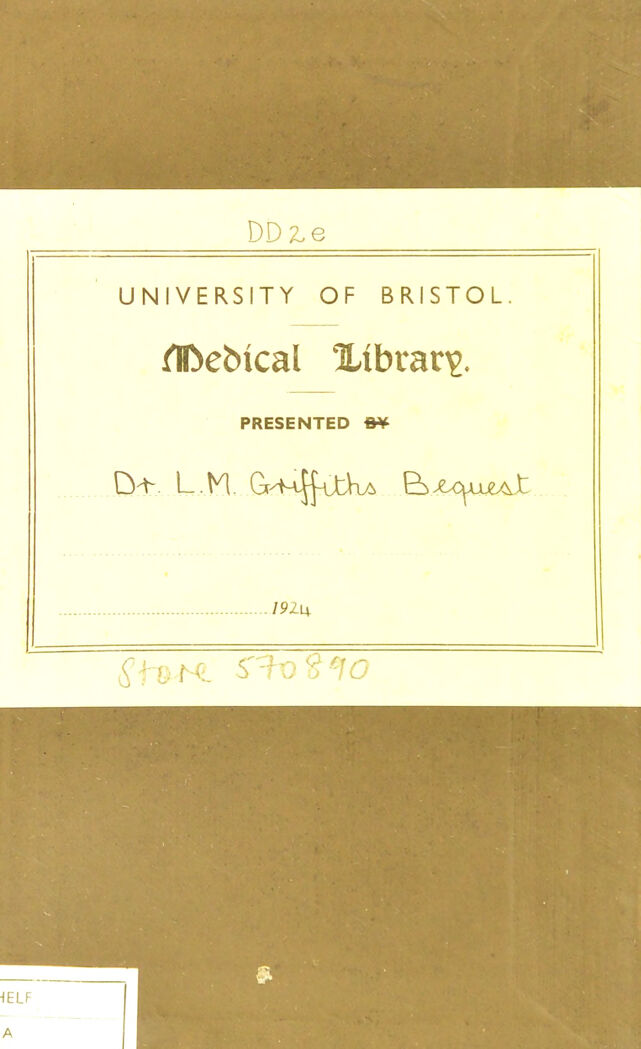 DD2e
UNIVERSITY OF BRISTOL.
Medical Library.
PRESENTED BY
Dr. L.M. Griffiths Bequest
1924
Store 570890
HELF
A